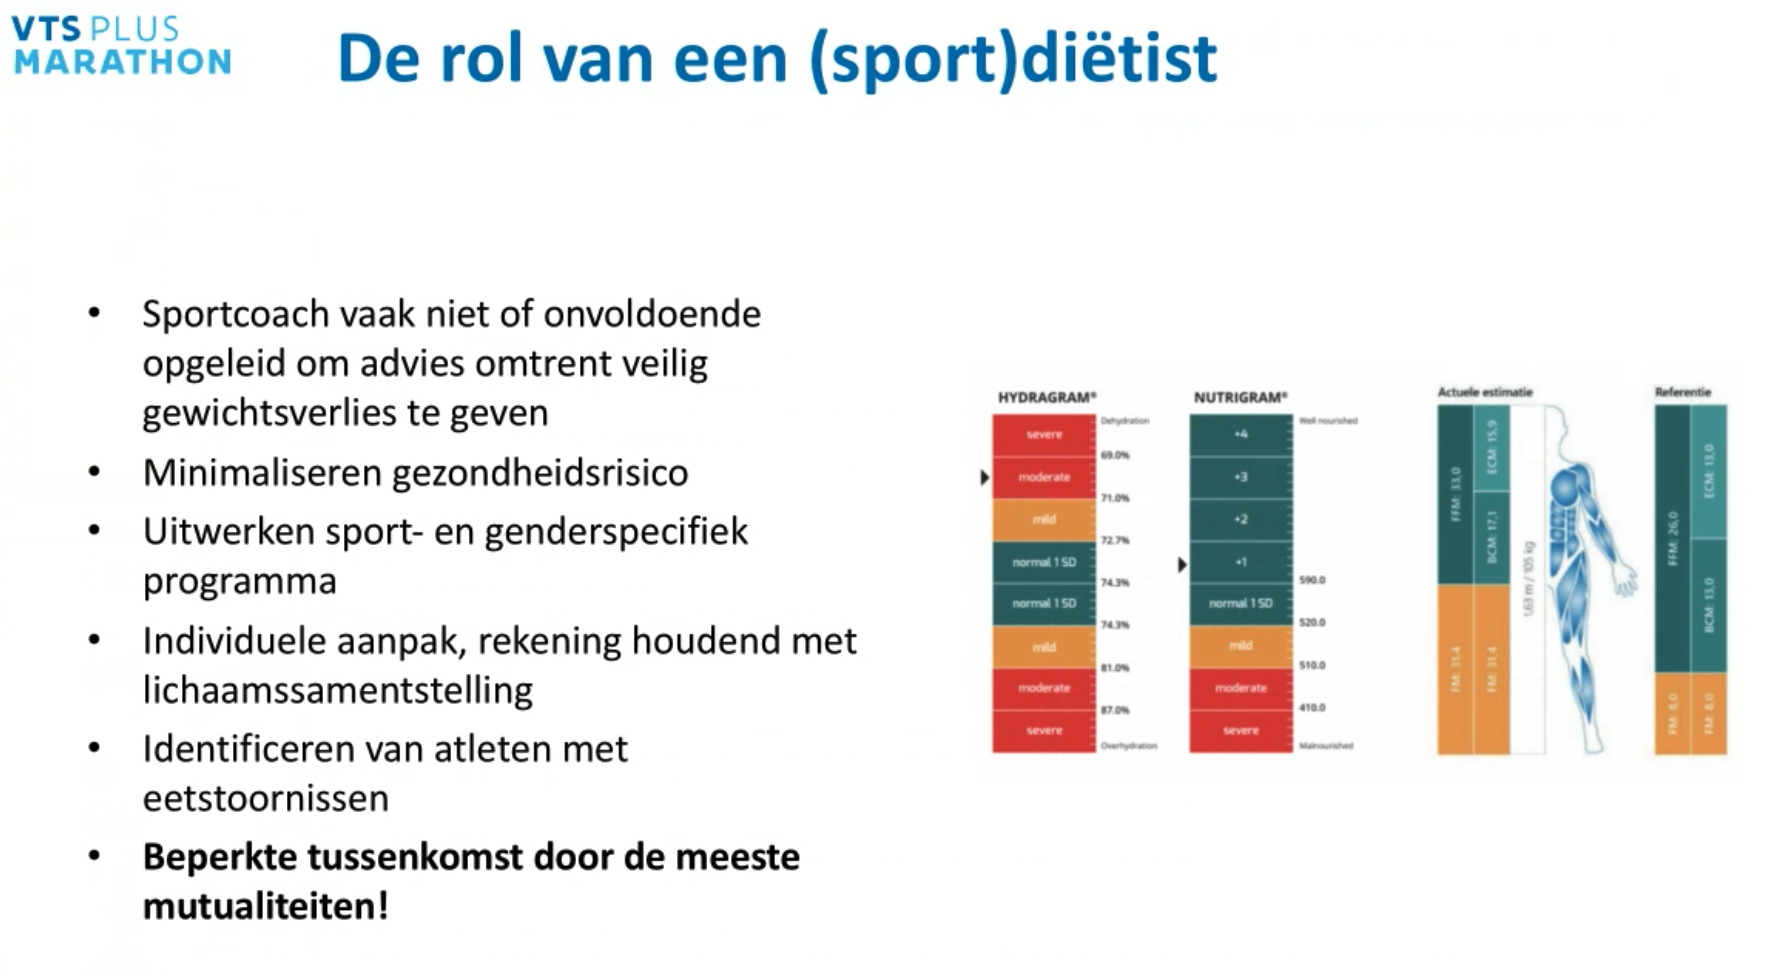 VTS PLUS
MARATHON
De rol van een (sport)diëtist
• Sportcoach vaak niet of onvoldoende
opgeleid om advies omtrent veilig
gewichtsverlies te geven
• Minimaliseren gezondheidsrisico
• Uitwerken sport- en genderspecifiek
programma
• Individuele aanpak, rekening houdend met
lichaamssamentstelling
• Identificeren van atleten met
eetstoornissen
• Beperkte tussenkomst door de meeste
mutualiteiten!
HYDRAGRAM®
Dehydration
severe
69.0%
moderate
71.0%
mild
72.7%
normal 1 SD
74.3%
normal 1 SD
74.3%
mild
81.0%
moderate
87.0%
severe
Overhydration
NUTRIGRAM®
Well nourished
+4
+3
+2
+1
590.0
normal 1 SD
520.0
mild
510.0
moderate
410.0
severe
Malnourished
Actuele estimatie
FFM: 33,0
ECM: 15,9
BCM: 17,1
FM: 31,4
FM: 31,4
1,63 m / 105 kg
Referentie
FFM: 26,0
ECM: 13,0
BCM: 13,0
FM: 8,0
FM: 8,0